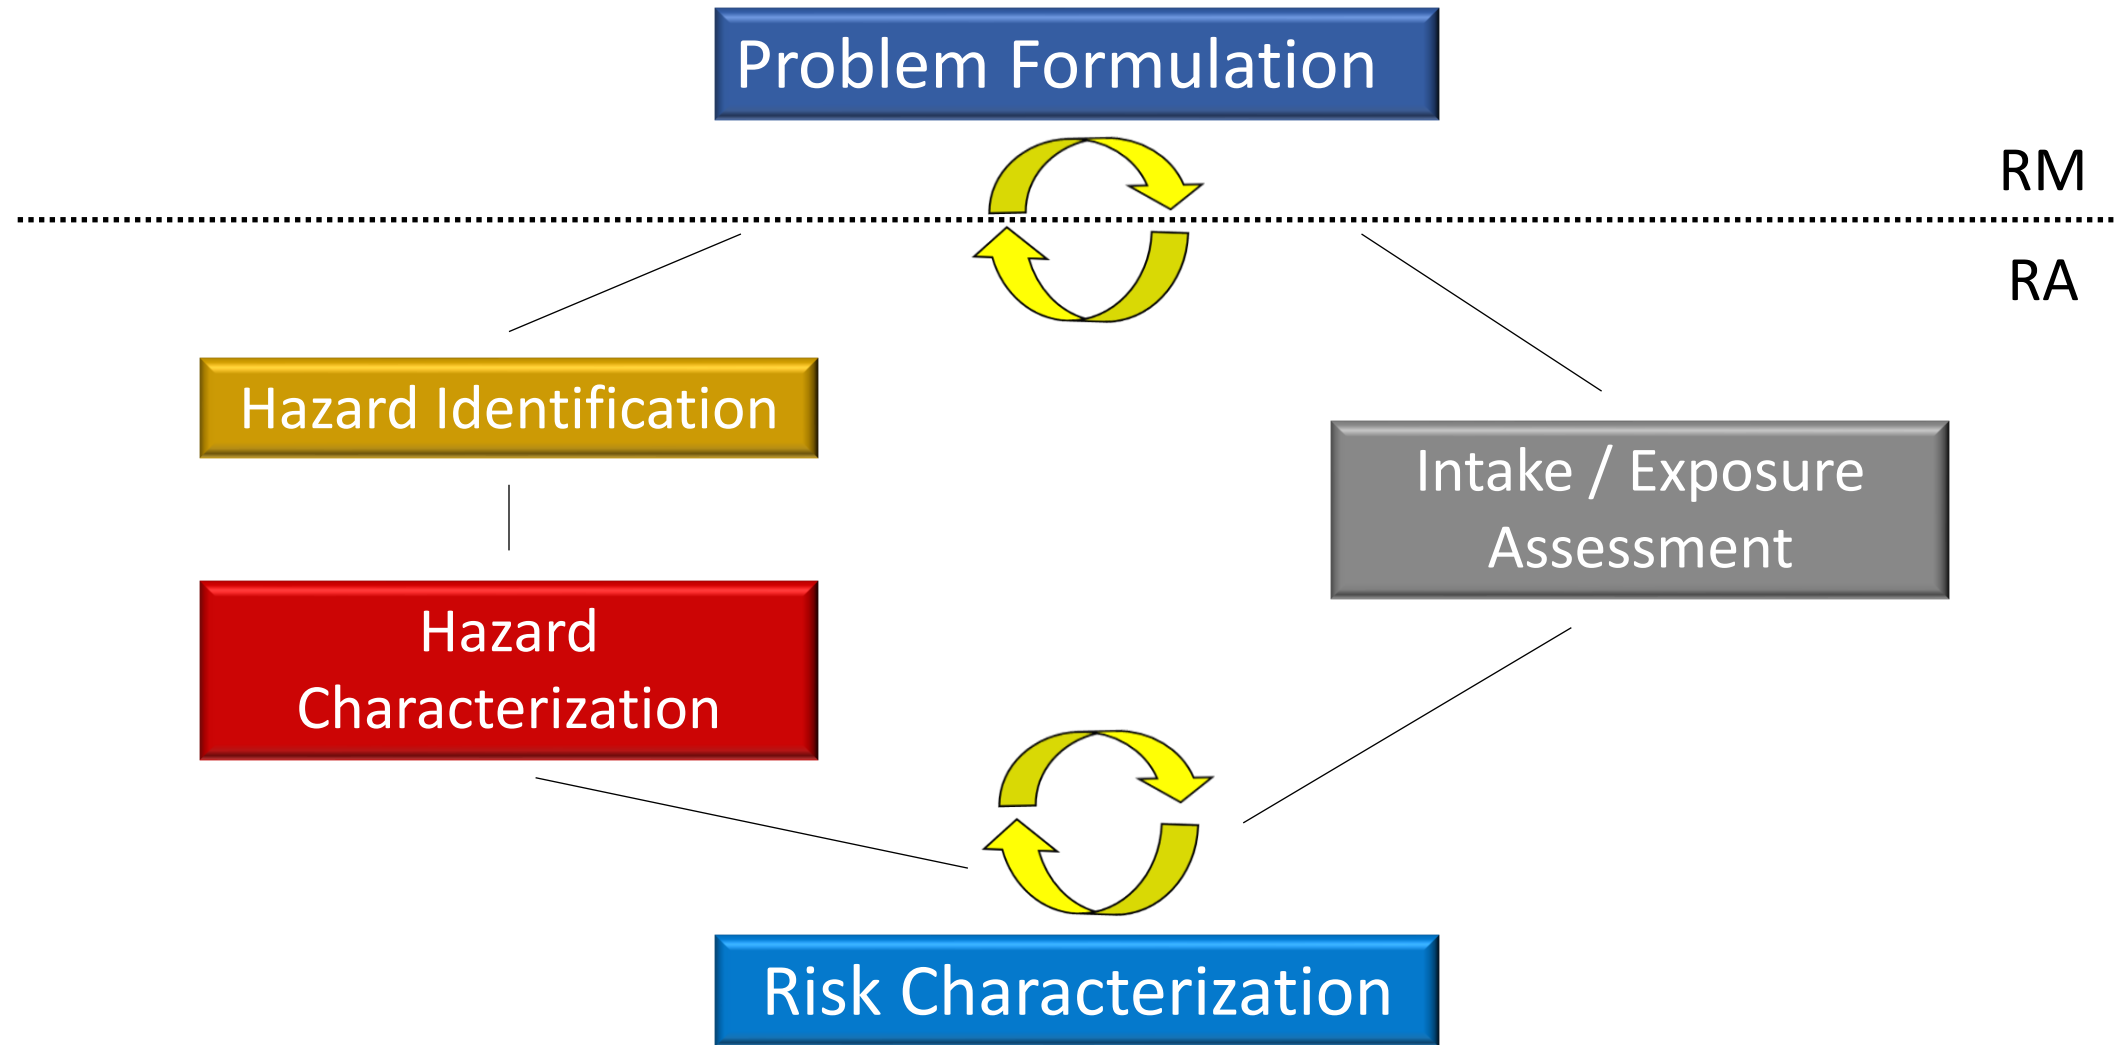 Problem Formulation
RM
RA
Hazard Identification
Intake / Exposure
Assessment
Hazard
Characterization
Risk Characterization